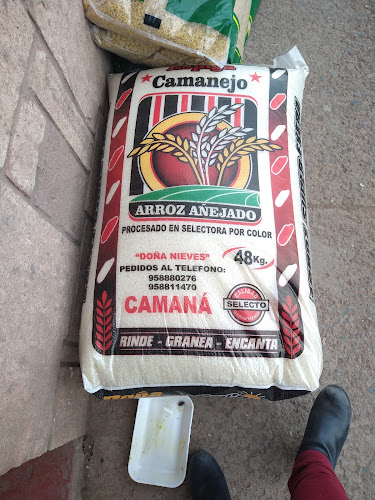 Camanejo
ARROZ AÑEJADO
PROCESADO EN SELECTORA POR COLOR
"DOÑA NIEVES"
48Kg.
PEDIDOS AL TELEFONO:
958880276
958811470
CAMANÁ
SELECTO
RINDE - GRANEA - ENCANTA